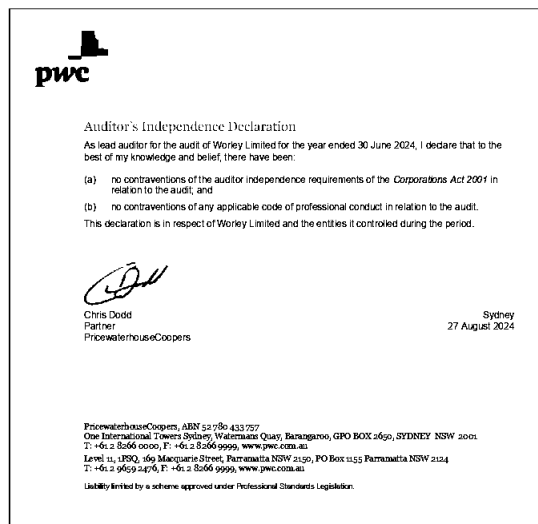 pwc
Auditor's Independence Declaration
As lead auditor for the audit of Worley Limited for the year ended 30 June 2024, I declare that to the
best of my knowledge and belief, there have been:
(a) no contraventions of the auditor independence requirements of the Corporations Act 2001 in
relation to the audit; and
(b) no contraventions of any applicable code of professional conduct in relation to the audit.
This declaration is in respect of Worley Limited and the entities it controlled during the period.
Chris Dodd Sydney
Partner 27 August 2024
PricewaterhouseCoopers
PricewaterhouseCoopers, ABN 52 780 433 757
One International Towers Sydney, Watermans Quay, Barangaroo, GPO BOX 2650, SYDNEY NSW 2001
T: +61 2 8266 0000, F: +61 2 8266 9999, www.pwc.com.au
Level 11, 1PSQ, 169 Macquarie Street, Parramatta NSW 2150, PO Box 1155 Parramatta NSW 2124
T: +61 2 9659 2476, F: +61 2 8266 9999, www.pwc.com.au
Liability limited by a scheme approved under Professional Standards Legislation.